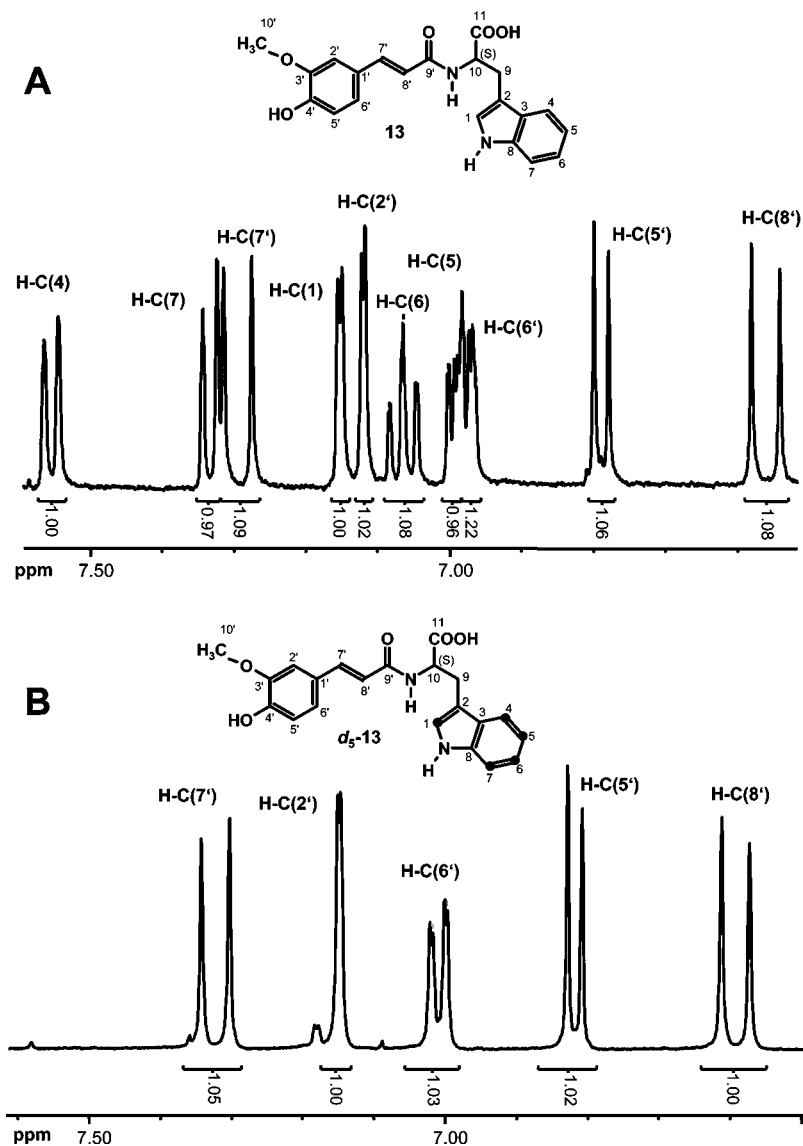 A
10'
H3C
O
2'
3'
1'
4'
HO
5'
6'
7'
8'
O
9'
N
H
11
COOH
(S)
10
9
2
3
4
1
5
N
8
6
H
7
13
H-C(4)
H-C(7)
H-C(7‘)
H-C(1)
H-C(2‘)
H-C(6)
H-C(5)
H-C(6‘)
H-C(5‘)
H-C(8‘)
1.00
0.97
1.09
1.00
1.02
1.08
0.96
1.22
1.06
1.08
ppm 7.50 7.00
B
10'
H3C
O
2'
3'
1'
4'
HO
5'
6'
7'
8'
O
9'
N
H
11
COOH
(S)
10
9
2
3
4
1
5
N
8
6
H
7
d5-13
H-C(7‘)
H-C(2‘)
H-C(6‘)
H-C(5‘)
H-C(8‘)
1.05
1.00
1.03
1.02
1.00
ppm 7.50 7.00